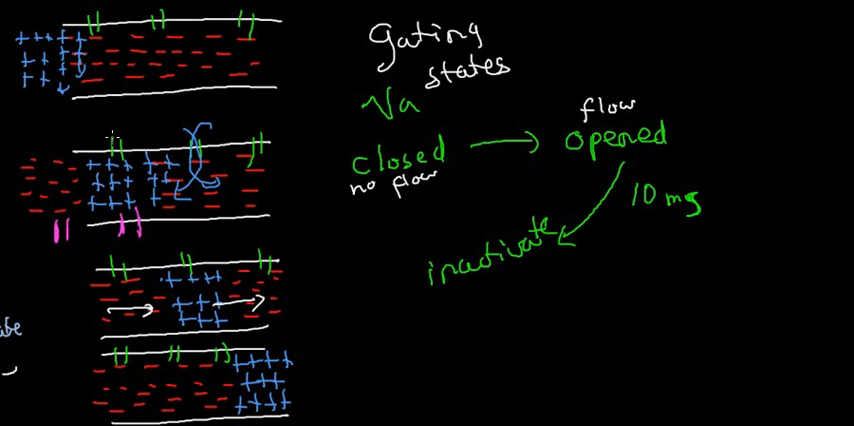 Gating
states
Na
flow
closed → opened
no flow
10 ms
inactivate